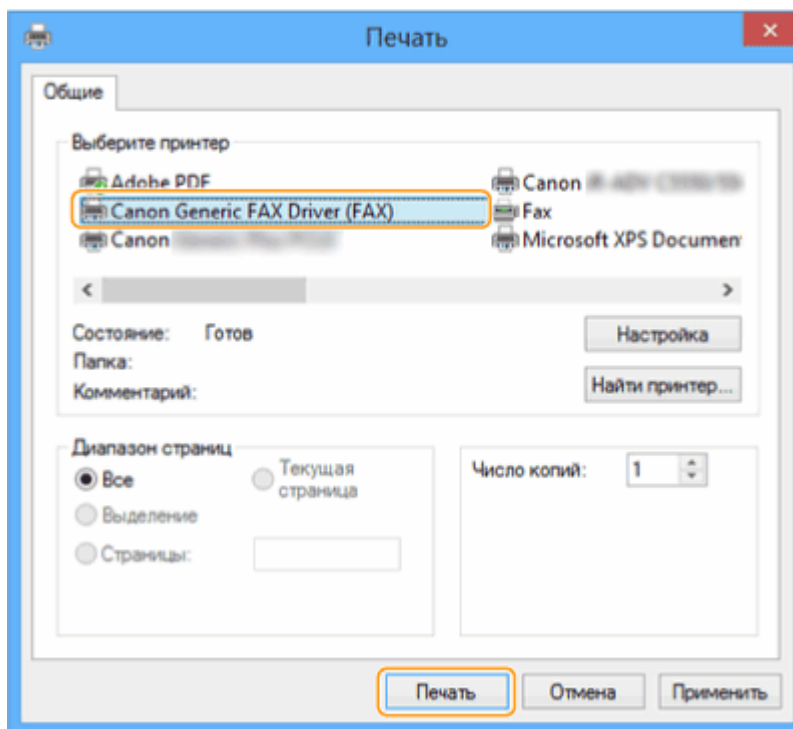 Печать
Общие
Выберите принтер
Adobe PDF
Canon
Canon Generic FAX Driver (FAX)
Fax
Canon
Microsoft XPS Documen
Состояние: Готов
Настройка
Папка:
Комментарий:
Найти принтер...
Диапазон страниц
Все
Текущая
страница
Выделение
Страницы:
Число копий: 1
Печать Отмена Применить